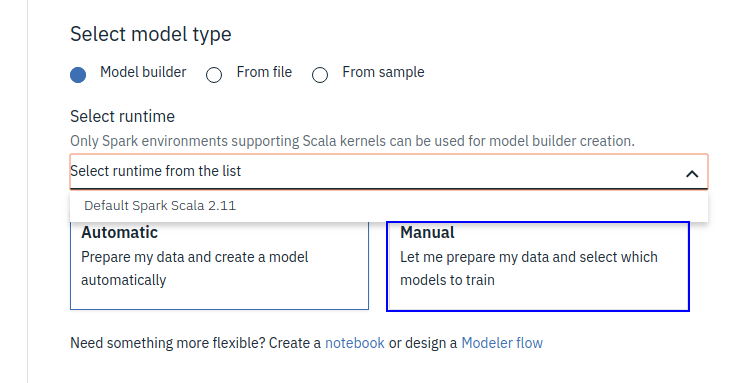 Select model type
Model builder From file From sample
Select runtime
Only Spark environments supporting Scala kernels can be used for model builder creation.
Select runtime from the list
Default Spark Scala 2.11
Automatic
Prepare my data and create a model
automatically
Manual
Let me prepare my data and select which
models to train
Need something more flexible? Create a notebook or design a Modeler flow